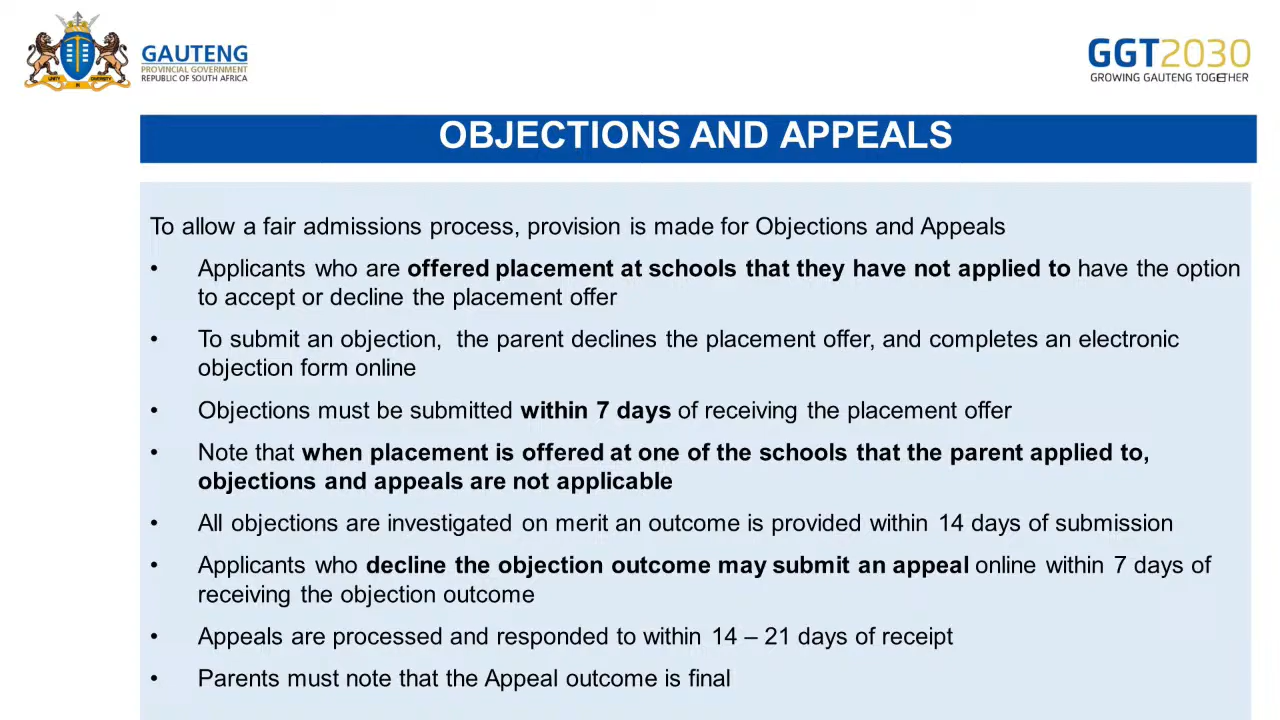 GAUTENG
PROVINCIAL GOVERNMENT
REPUBLIC OF SOUTH AFRICA
UNITY IN DIVERSITY
GGT2030
GROWING GAUTENG TOGETHER
OBJECTIONS AND APPEALS
To allow a fair admissions process, provision is made for Objections and Appeals
• Applicants who are offered placement at schools that they have not applied to have the option
to accept or decline the placement offer
• To submit an objection, the parent declines the placement offer, and completes an electronic
objection form online
• Objections must be submitted within 7 days of receiving the placement offer
• Note that when placement is offered at one of the schools that the parent applied to,
objections and appeals are not applicable
• All objections are investigated on merit an outcome is provided within 14 days of submission
• Applicants who decline the objection outcome may submit an appeal online within 7 days of
receiving the objection outcome
• Appeals are processed and responded to within 14 – 21 days of receipt
• Parents must note that the Appeal outcome is final